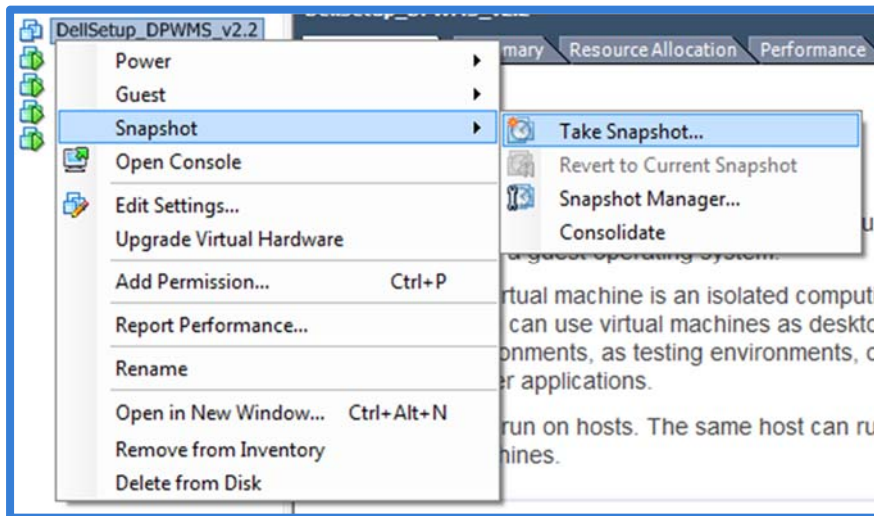 DellSetup_DPWMS_v2.2
mary Resource Allocation Performance
Power
Guest
Snapshot
Take Snapshot...
Open Console
Revert to Current Snapshot
Edit Settings...
Snapshot Manager...
Upgrade Virtual Hardware
Consolidate
a guest operating system.
Add Permission... Ctrl+P
rtual machine is an isolated computi
Report Performance...
can use virtual machines as deskto
onments, as testing environments, o
Rename
er applications.
Open in New Window... Ctrl+Alt+N
run on hosts. The same host can ru
Remove from Inventory
hines.
Delete from Disk